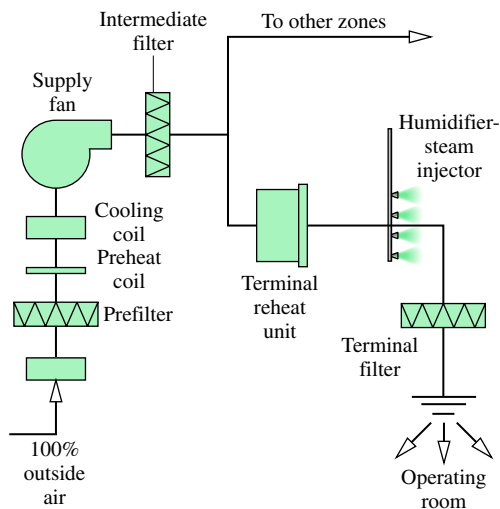 Intermediate
filter
To other zones
Supply
fan
Humidifier-
steam
injector
Cooling
coil
Preheat
coil
Prefilter
Terminal
reheat
unit
Terminal
filter
100%
outside
air
Operating
room